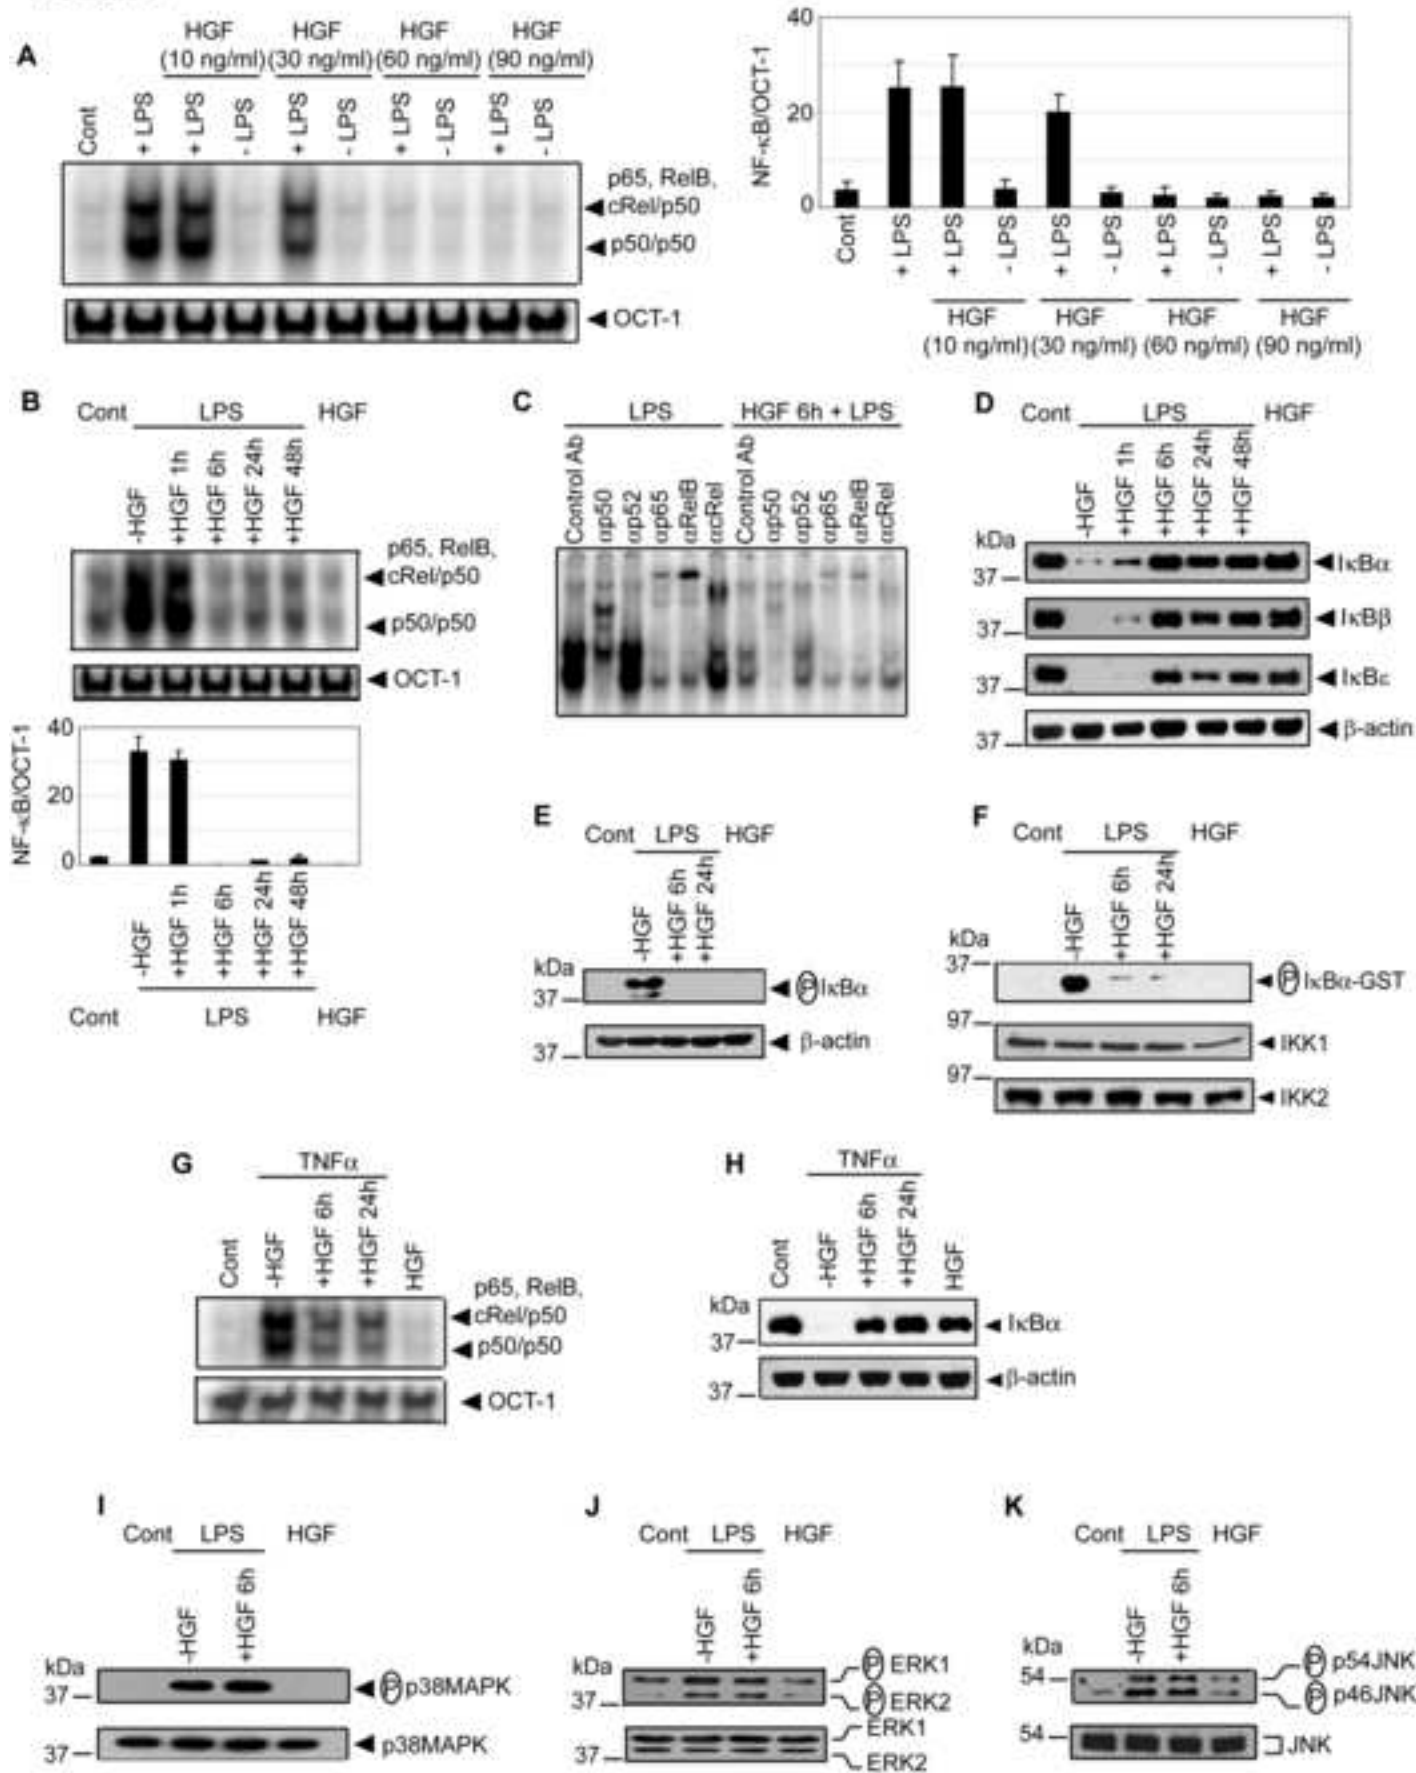 A
HGF HGF HGF HGF
(10 ng/ml) (30 ng/ml) (60 ng/ml) (90 ng/ml)
Cont + LPS + LPS - LPS + LPS - LPS + LPS - LPS + LPS - LPS
p65, RelB,
cRel/p50
p50/p50
OCT-1
NF-κB/OCT-1
40
20
0
Cont + LPS + LPS - LPS + LPS - LPS + LPS - LPS + LPS - LPS
HGF HGF HGF HGF
(10 ng/ml) (30 ng/ml) (60 ng/ml) (90 ng/ml)
B
Cont LPS HGF
-HGF +HGF 1h +HGF 6h +HGF 24h +HGF 48h
p65, RelB,
cRel/p50
p50/p50
OCT-1
NF-κB/OCT-1
40
20
0
-HGF +HGF 1h +HGF 6h +HGF 24h +HGF 48h
Cont LPS HGF
C
LPS HGF 6h + LPS
Control Ab αp50 αp52 αp65 αRelB αcRel Control Ab αp50 αp52 αp65 αRelB αcRel
D
Cont LPS HGF
-HGF +HGF 1h +HGF 6h +HGF 24h +HGF 48h
kDa
37 IκBα
37 IκBβ
37 IκBε
37 β-actin
E
Cont LPS HGF
-HGF +HGF 6h +HGF 24h
kDa
37 P IκBα
37 β-actin
F
Cont LPS HGF
-HGF +HGF 6h +HGF 24h
kDa
37 P IκBα-GST
97 IKK1
97 IKK2
G
TNFα
Cont -HGF +HGF 6h +HGF 24h HGF
p65, RelB,
cRel/p50
p50/p50
OCT-1
H
TNFα
Cont -HGF +HGF 6h +HGF 24h HGF
kDa
37 IκBα
37 β-actin
I
Cont LPS HGF
-HGF +HGF 6h
kDa
37 P p38MAPK
37 p38MAPK
J
Cont LPS HGF
-HGF +HGF 6h
kDa
P ERK1
37 P ERK2
ERK1
37 ERK2
K
Cont LPS HGF
-HGF +HGF 6h
kDa
54 P p54JNK
P p46JNK
54 JNK